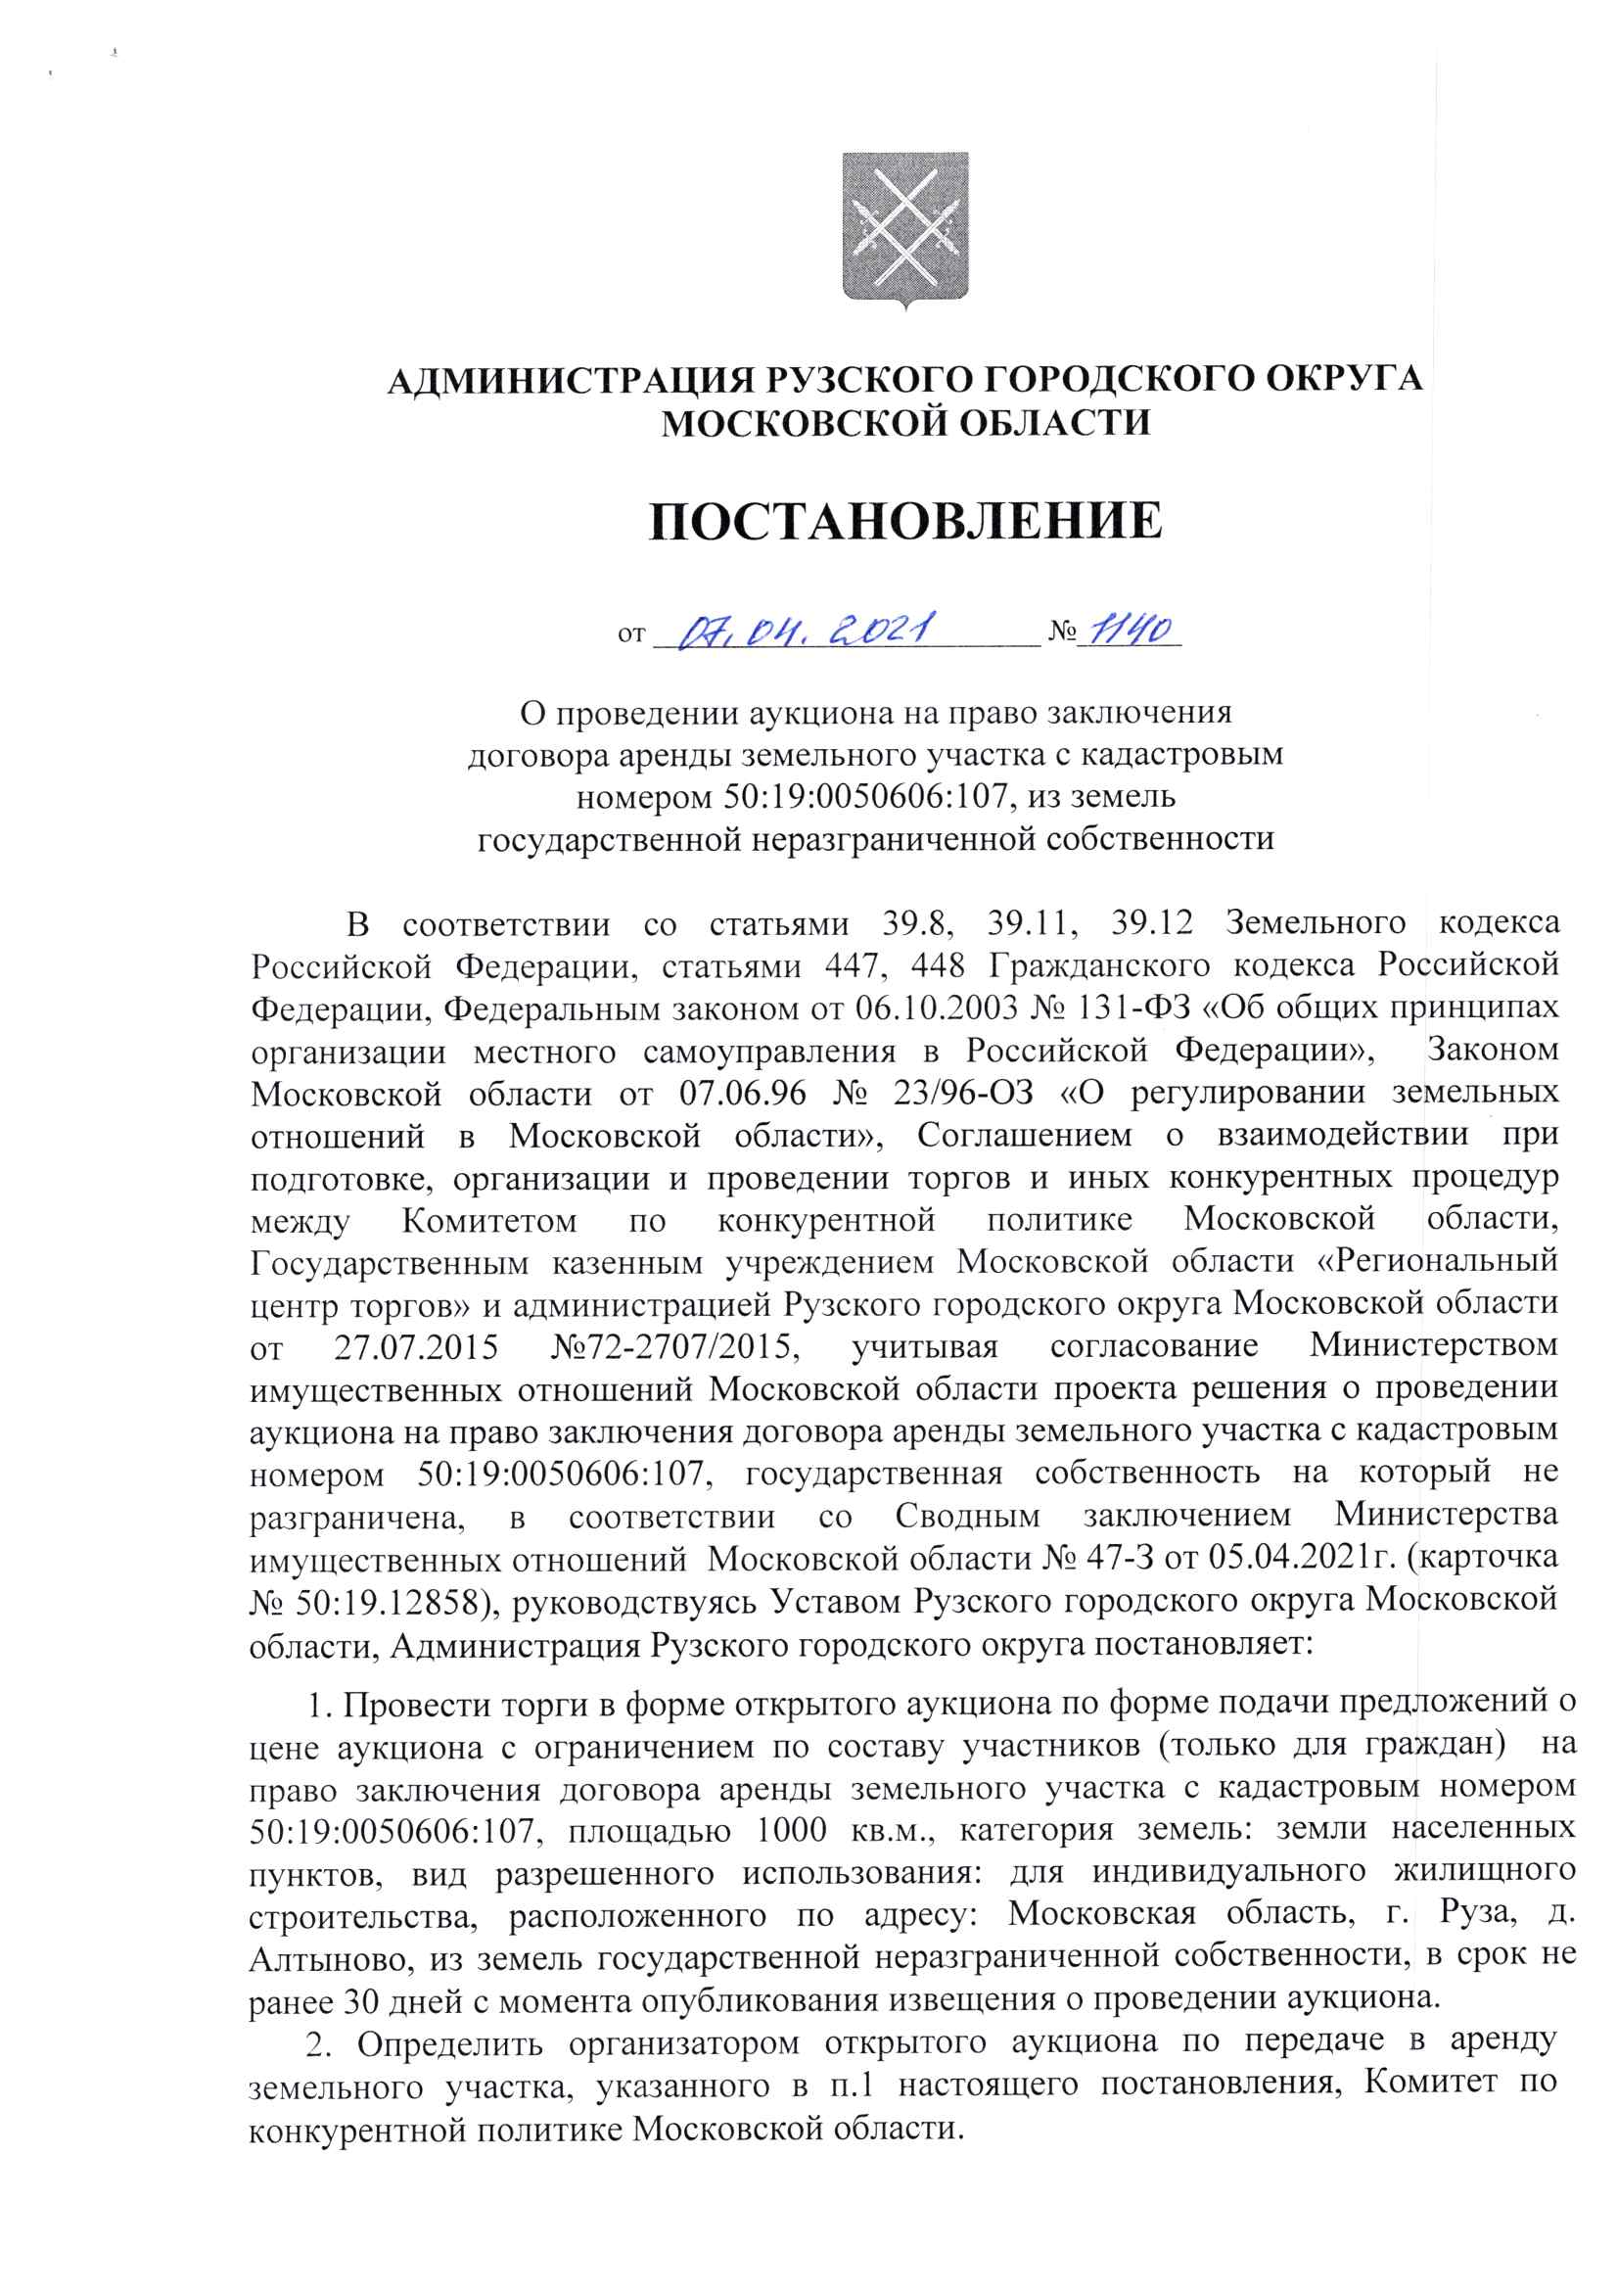 АДМИНИСТРАЦИЯ РУЗСКОГО ГОРОДСКОГО ОКРУГА
МОСКОВСКОЙ ОБЛАСТИ
ПОСТАНОВЛЕНИЕ
от 07.04.2021 № 1140
О проведении аукциона на право заключения
договора аренды земельного участка с кадастровым
номером 50:19:0050606:107, из земель
государственной неразграниченной собственности
В соответствии со статьями 39.8, 39.11, 39.12 Земельного кодекса
Российской Федерации, статьями 447, 448 Гражданского кодекса Российской
Федерации, Федеральным законом от 06.10.2003 № 131-ФЗ «Об общих принципах
организации местного самоуправления в Российской Федерации», Законом
Московской области от 07.06.96 № 23/96-ОЗ «О регулировании земельных
отношений в Московской области», Соглашением о взаимодействии при
подготовке, организации и проведении торгов и иных конкурентных процедур
между Комитетом по конкурентной политике Московской области,
Государственным казенным учреждением Московской области «Региональный
центр торгов» и администрацией Рузского городского округа Московской области
от 27.07.2015 №72-2707/2015, учитывая согласование Министерством
имущественных отношений Московской области проекта решения о проведении
аукциона на право заключения договора аренды земельного участка с кадастровым
номером 50:19:0050606:107, государственная собственность на который не
разграничена, в соответствии со Сводным заключением Министерства
имущественных отношений Московской области № 47-З от 05.04.2021г. (карточка
№ 50:19.12858), руководствуясь Уставом Рузского городского округа Московской
области, Администрация Рузского городского округа постановляет:
1. Провести торги в форме открытого аукциона по форме подачи предложений о
цене аукциона с ограничением по составу участников (только для граждан) на
право заключения договора аренды земельного участка с кадастровым номером
50:19:0050606:107, площадью 1000 кв.м., категория земель: земли населенных
пунктов, вид разрешенного использования: для индивидуального жилищного
строительства, расположенного по адресу: Московская область, г. Руза, д.
Алтыново, из земель государственной неразграниченной собственности, в срок не
ранее 30 дней с момента опубликования извещения о проведении аукциона.
2. Определить организатором открытого аукциона по передаче в аренду
земельного участка, указанного в п.1 настоящего постановления, Комитет по
конкурентной политике Московской области.